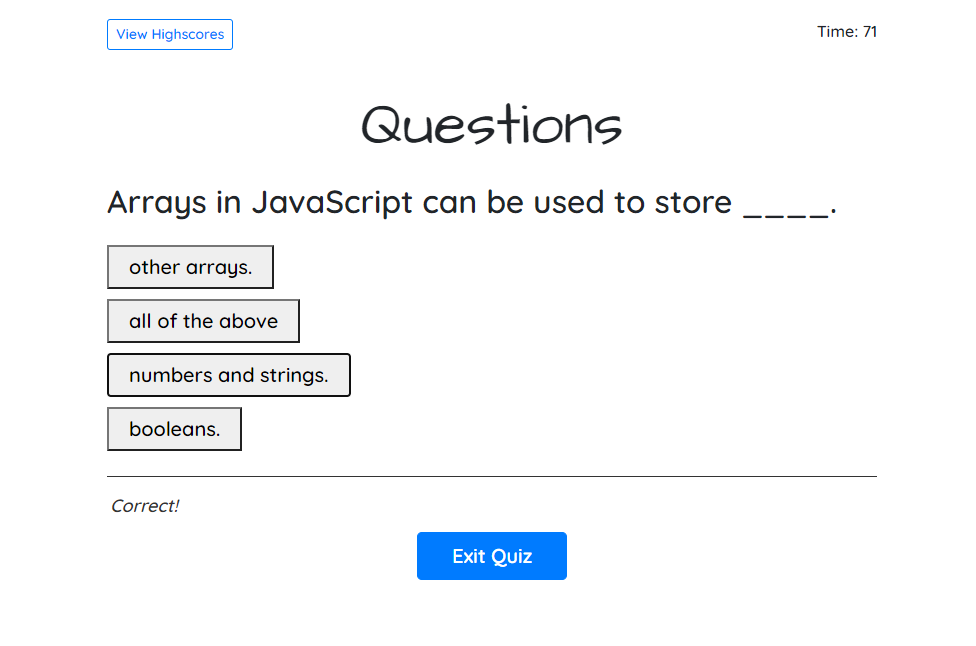 View Highscores
Time: 71
Questions
Arrays in JavaScript can be used to store ____.
other arrays.
all of the above
numbers and strings.
booleans.
Correct!
Exit Quiz